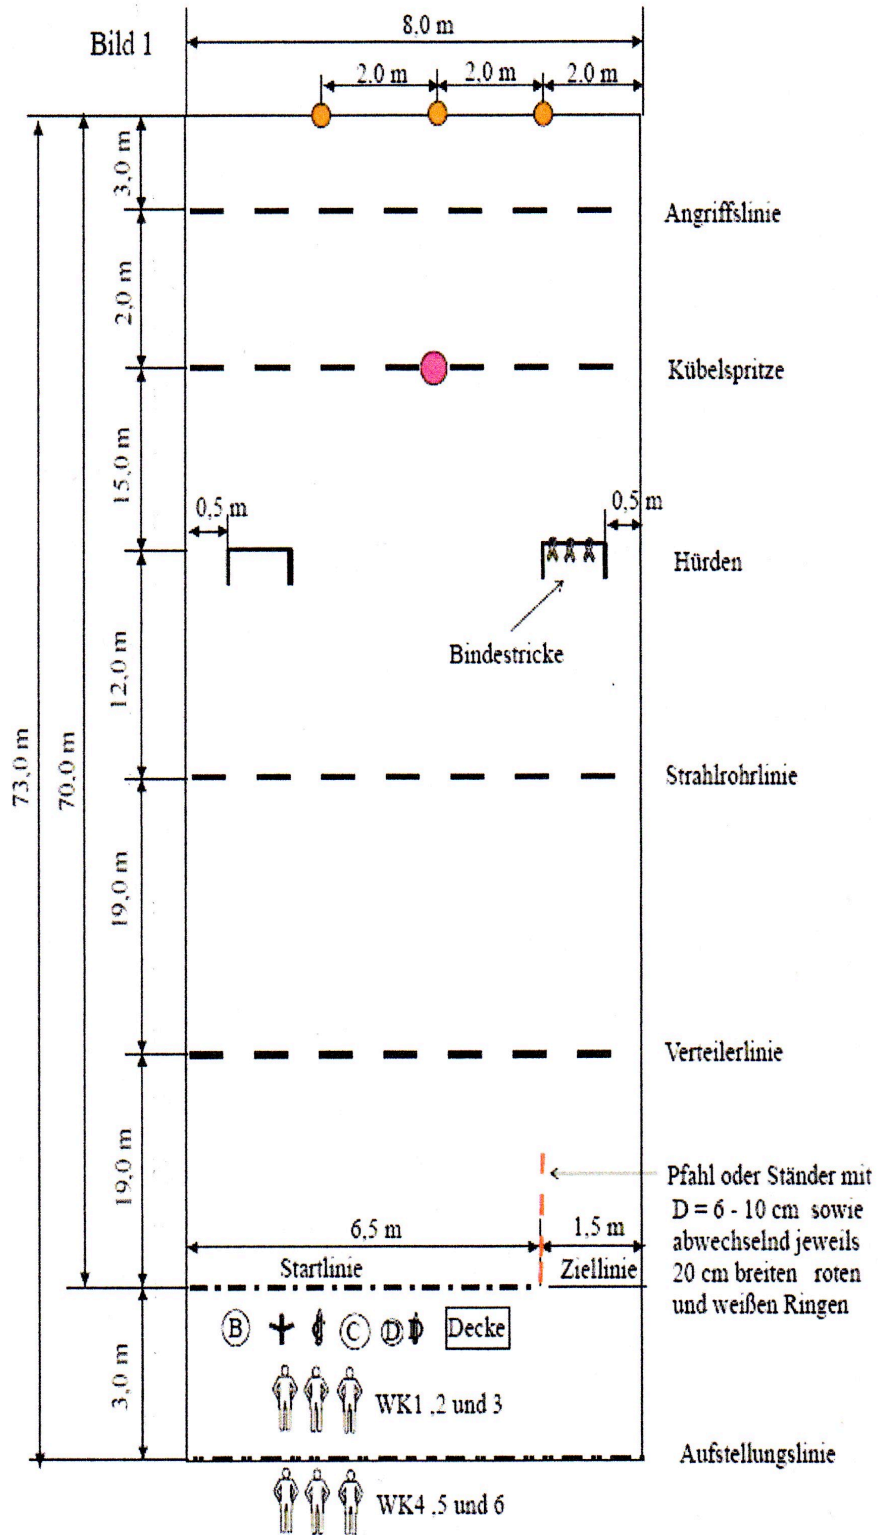 Bild 1
8,0 m
2.0 m
2,0 m
2.0 m
3.0 m
Angriffslinie
2,0 m
Kübelspritze
15,0 m
0,5 m
0,5 m
Hürden
Bindestricke
12,0 m
73,0 m
70.0 m
Strahlrohrlinie
19,0 m
Verteilerlinie
19,0 m
Pfahl oder Ständer mit
D = 6 - 10 cm sowie
abwechselnd jeweils
20 cm breiten roten
und weißen Ringen
6,5 m
1,5 m
Startlinie
Ziellinie
B
C
D
D
Decke
3,0 m
WK1 ,2 und 3
Aufstellungslinie
WK4 ,5 und 6